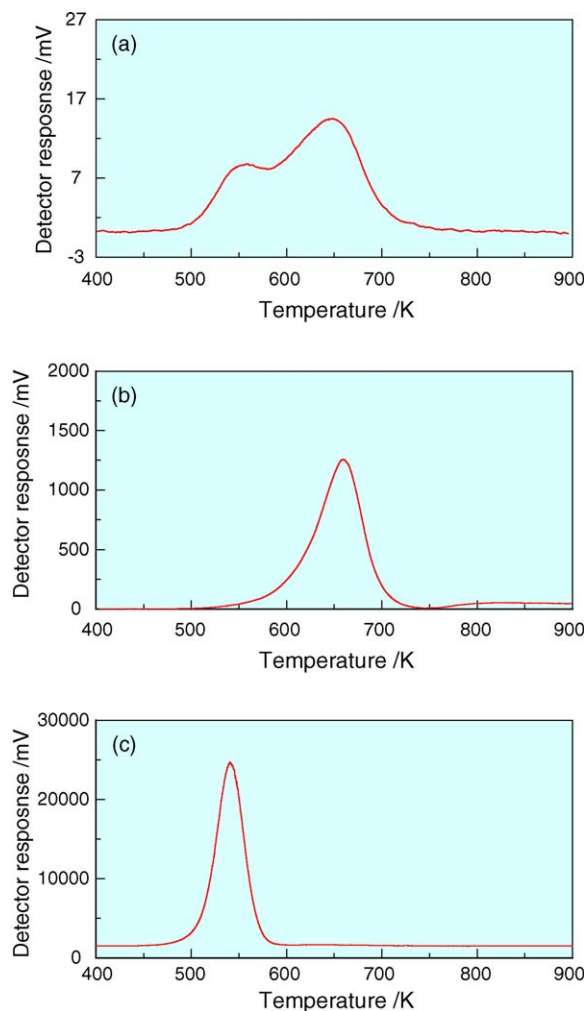 (a)
Detector resposnse /mV
27
17
7
-3
400 500 600 700 800 900
Temperature /K
(b)
Detector resposnse /mV
2000
1500
1000
500
0
400 500 600 700 800 900
Temperature /K
(c)
Detector resposnse /mV
30000
20000
10000
0
400 500 600 700 800 900
Temperature /K